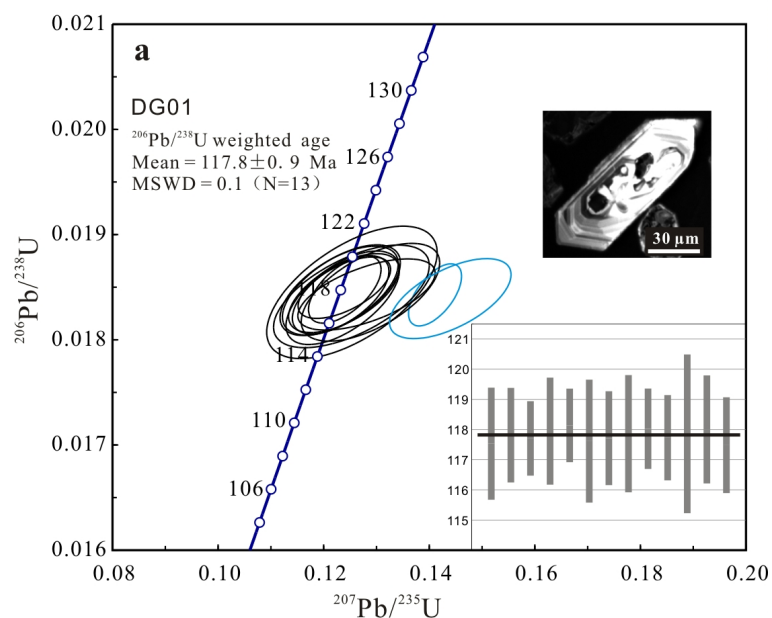 0.021
0.020
0.019
0.018
0.017
0.016
²⁰⁶Pb/²³⁸U
a
DG01
²⁰⁶Pb/²³⁸U weighted age
Mean=117.8±0. 9 Ma
MSWD=0.1（N=13）
130
126
122
118
114
110
106
30 µm
121
120
119
118
117
116
115
0.08 0.10 0.12 0.14 0.16 0.18 0.20
²⁰⁷Pb/²³⁵U